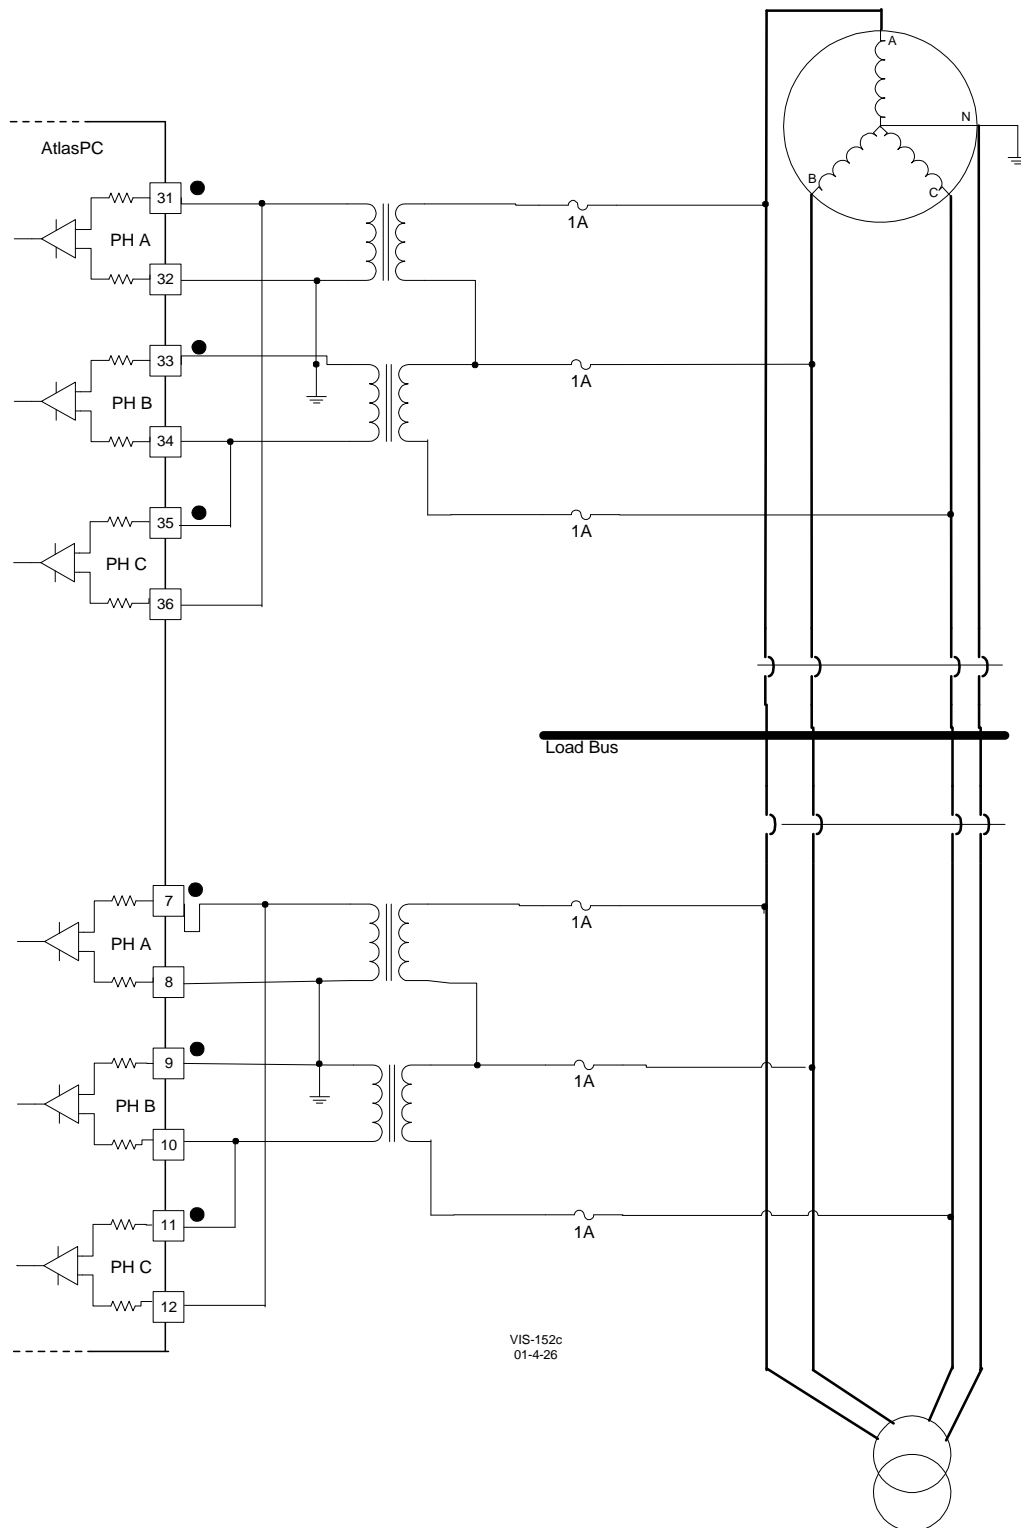 A
N
B
C
AtlasPC
31
PH A
32
1A
33
PH B
34
1A
35
PH C
36
1A
Load Bus
7
PH A
8
1A
9
PH B
10
1A
11
PH C
12
1A
VIS-152c
01-4-26